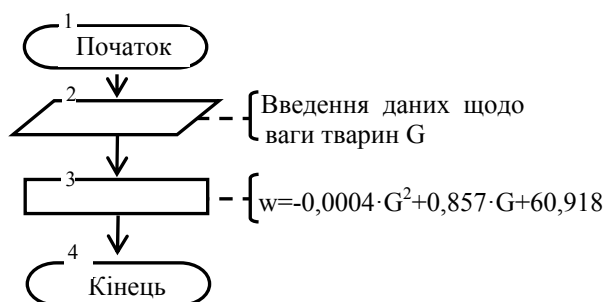 1
Початок
2
Введення даних щодо
ваги тварин G
3
w=-0,0004·G²+0,857·G+60,918
4
Кінець